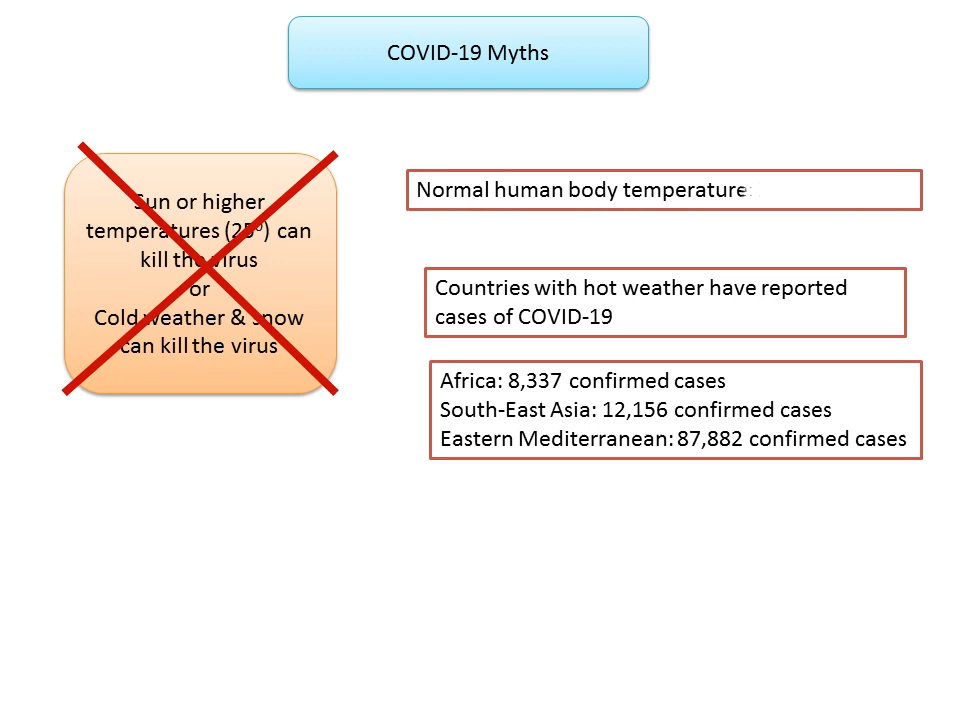 COVID-19 Myths
Sun or higher
temperatures (25⁰) can
kill the virus
or
Cold weather & snow
can kill the virus
Normal human body temperature
Countries with hot weather have reported
cases of COVID-19
Africa: 8,337 confirmed cases
South-East Asia: 12,156 confirmed cases
Eastern Mediterranean: 87,882 confirmed cases